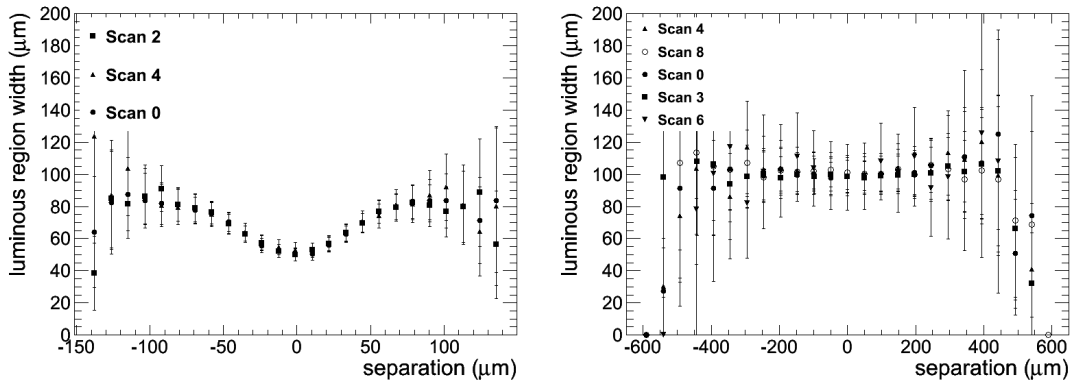 luminous region width (μm)
200
180
160
140
120
100
80
60
40
20
0
Scan 2
Scan 4
Scan 0
-150
-100
-50
0
50
100
separation (μm)
luminous region width (μm)
200
180
160
140
120
100
80
60
40
20
0
Scan 4
Scan 8
Scan 0
Scan 3
Scan 6
-600
-400
-200
0
200
400
600
separation (μm)